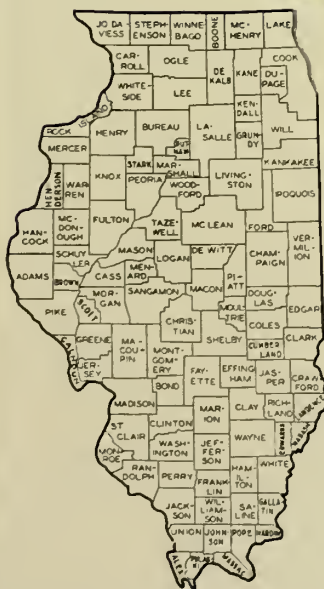 JO DA
VIESS
STEPH-
ENSON
WINNE-
BAGO
BOONE
MC-
HENRY
LAKE
CAR-
ROLL
OGLE
DE
KALB
KANE
COOK
DU-
PAGE
WHITE-
SIDE
LEE
KEN-
DALL
WILL
ROCK
ISLAND
HENRY
BUREAU
LA-
SALLE
GRUN-
DY
MERCER
PUT-
NAM
KANKAKEE
HEN-
DERSON
WAR-
REN
KNOX
STARK
MAR-
SHALL
PEORIA
WOOD-
FORD
LIVING-
STON
IROQUOIS
HAN-
COCK
MC-
DON-
OUGH
FULTON
TAZE-
WELL
MC LEAN
FORD
SCHUY-
LER
MASON
LOGAN
DE WITT
CHAM-
PAIGN
VER-
MIL-
ION
ADAMS
BROWN
CASS
MEN-
ARD
PI-
ATT
PIKE
SCOTT
MOR-
GAN
SANGAMON
MACON
DOUG-
LAS
EDGAR
CHRIS-
TIAN
MOUL-
TRIE
COLES
CALHOUN
GREENE
MA-
COU-
PIN
MONT-
GOM-
ERY
SHELBY
CUMBER
LAND
CLARK
JER-
SEY
FAY-
ETTE
EFFING
HAM
JAS-
PER
CRAW
FORD
MADISON
BOND
MAR-
ION
CLAY
RICH-
LAND
LAWRENCE
ST
CLAIR
CLINTON
WAYNE
EDWARDS
WABASH
MON-
ROE
WASH-
INGTON
JEF-
FER-
SON
RAN-
DOLPH
PERRY
HAM-
IL-
TON
WHITE
FRANK-
LIN
JACK-
SON
WIL-
LIAM-
SON
SA-
LINE
GALLA
TIN
UNION
JOHN-
SON
POPE
HARDIN
ALEX
PULAS
KI
MASSAC